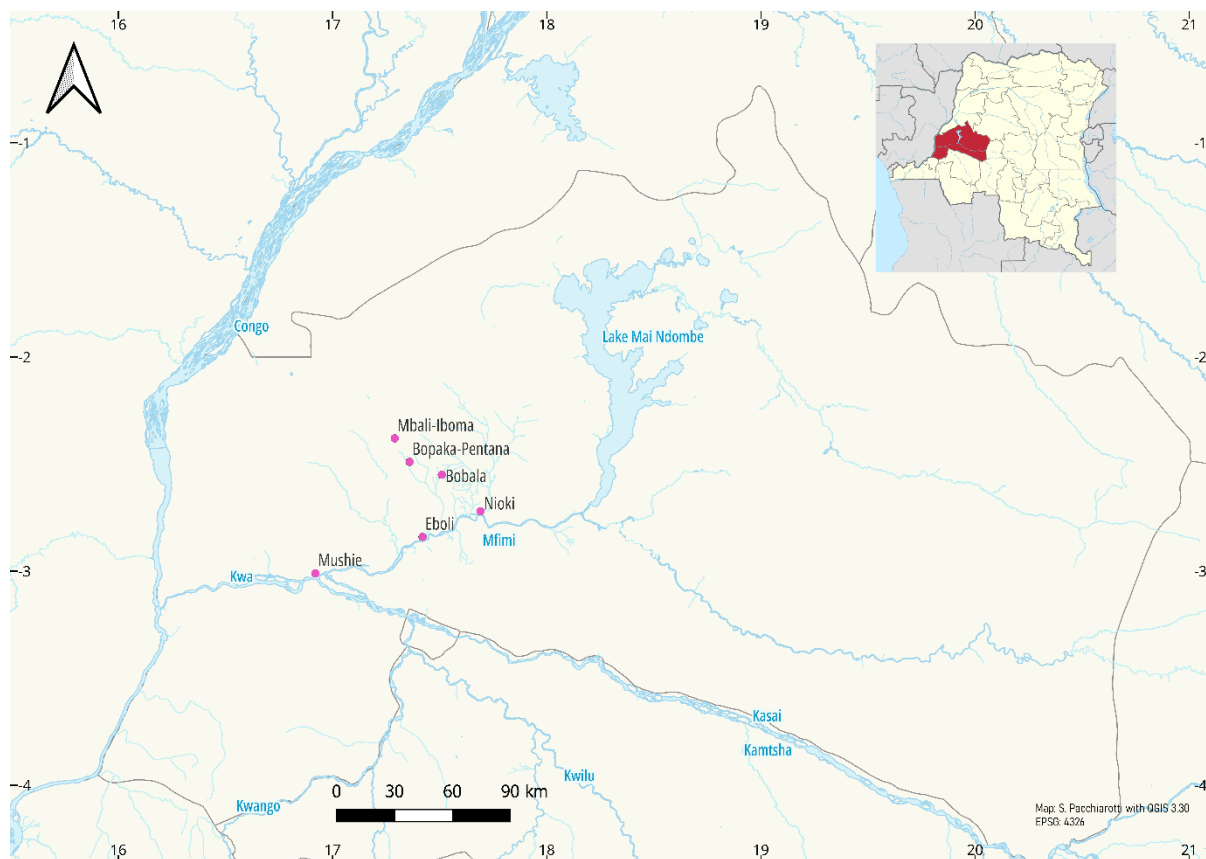 16 17 18 19 20 21
-1 -1
Congo
Lake Mai Ndombe
-2 -2
Mbali-Iboma
Bopaka-Pentana
Bobala
Nioki
Eboli
Mfimi
Mushie
-3 -3
Kwa
Kasai
Kamtsha
Kwilu
-4 -4
0 30 60 90 km
Kwango
Map: S. Pacchiarotti with QGIS 3.30
EPSG: 4326
16 17 18 19 20 21